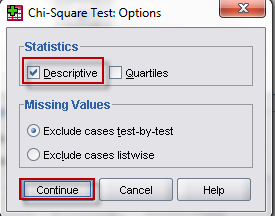 Chi-Square Test: Options
Statistics
Descriptive Quartiles
Missing Values
Exclude cases test-by-test
Exclude cases listwise
Continue Cancel Help